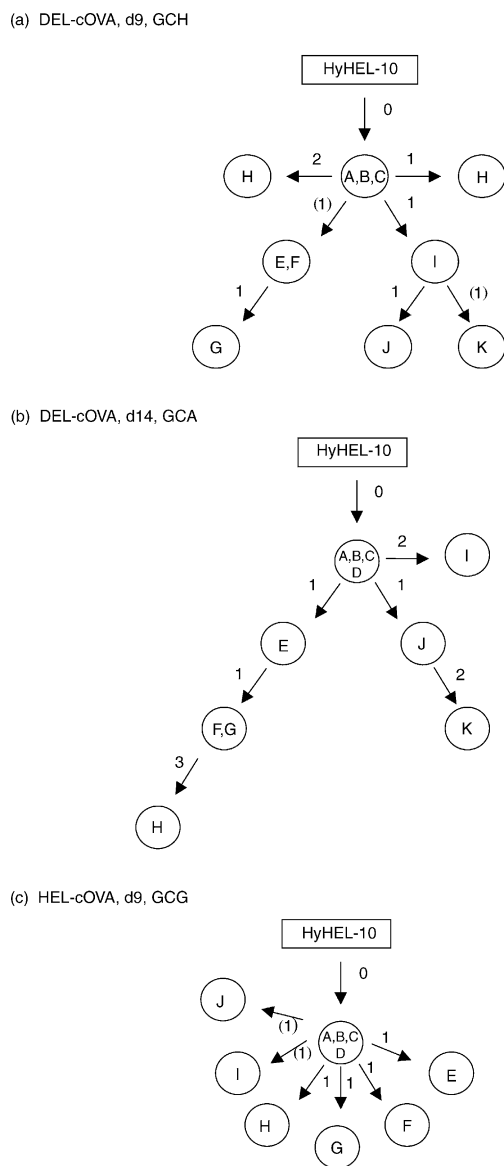 (a) DEL-cOVA, d9, GCH
HyHEL-10
0
H 2 A,B,C 1 H
(1) 1
E,F I
1 1 (1)
G J K
(b) DEL-cOVA, d14, GCA
HyHEL-10
0
A,B,C 2 I
D
1 1
E J
1 2
F,G K
3
H
(c) HEL-cOVA, d9, GCG
HyHEL-10
0
J
(1) A,B,C 1
D
(1)
I 1 1 1 E
H F
G